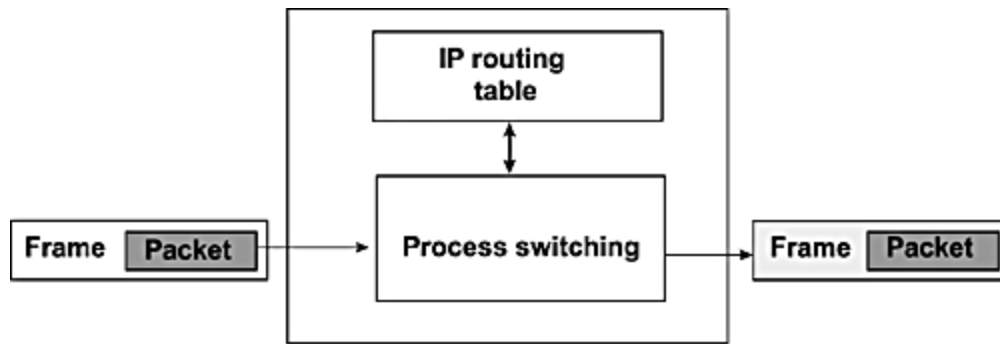 IP routing
table
Frame
Packet
Process switching
Frame
Packet